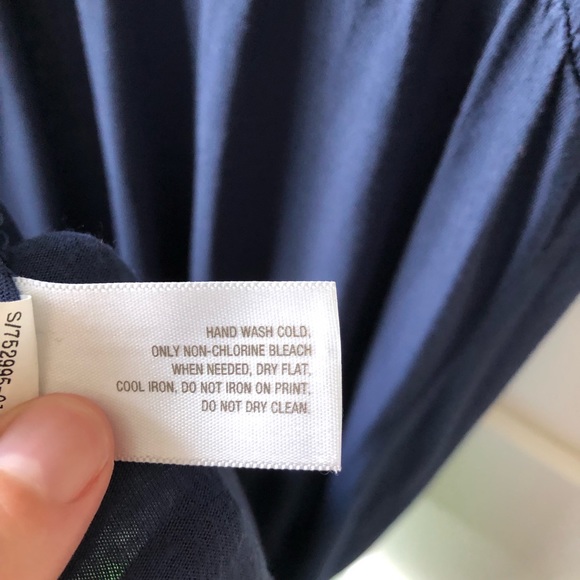 HAND WASH COLD,
ONLY NON-CHLORINE BLEACH
WHEN NEEDED, DRY FLAT,
COOL IRON, DO NOT IRON ON PRINT,
DO NOT DRY CLEAN.